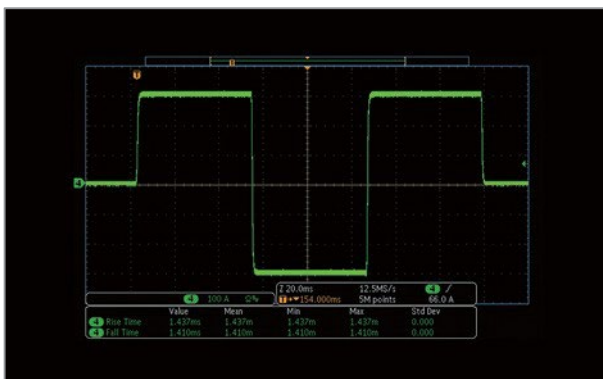 T
T
4
Z 20.0ms 12.5MS/s 4 /
4 100 A Ω T→▼154.000ms 5M points 66.0 A
Value Mean Min Max Std Dev
4 Rise Time 1.437ms 1.437m 1.437m 1.437m 0.000
4 Fall Time 1.410ms 1.410m 1.410m 1.410m 0.000